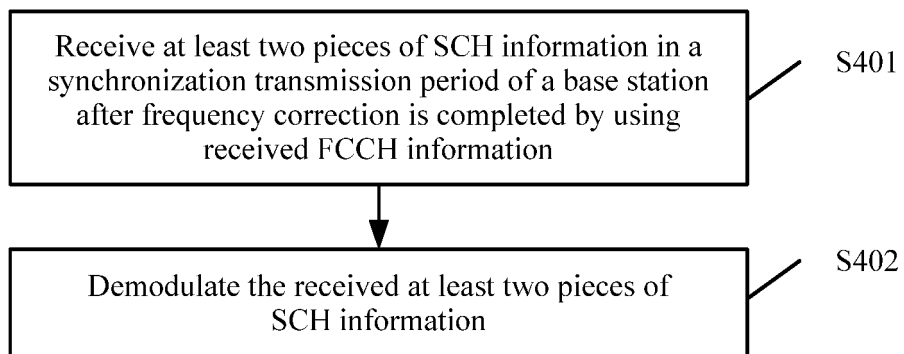 Receive at least two pieces of SCH information in a
synchronization transmission period of a base station
after frequency correction is completed by using
received FCCH information
S401
Demodulate the received at least two pieces of
SCH information
S402